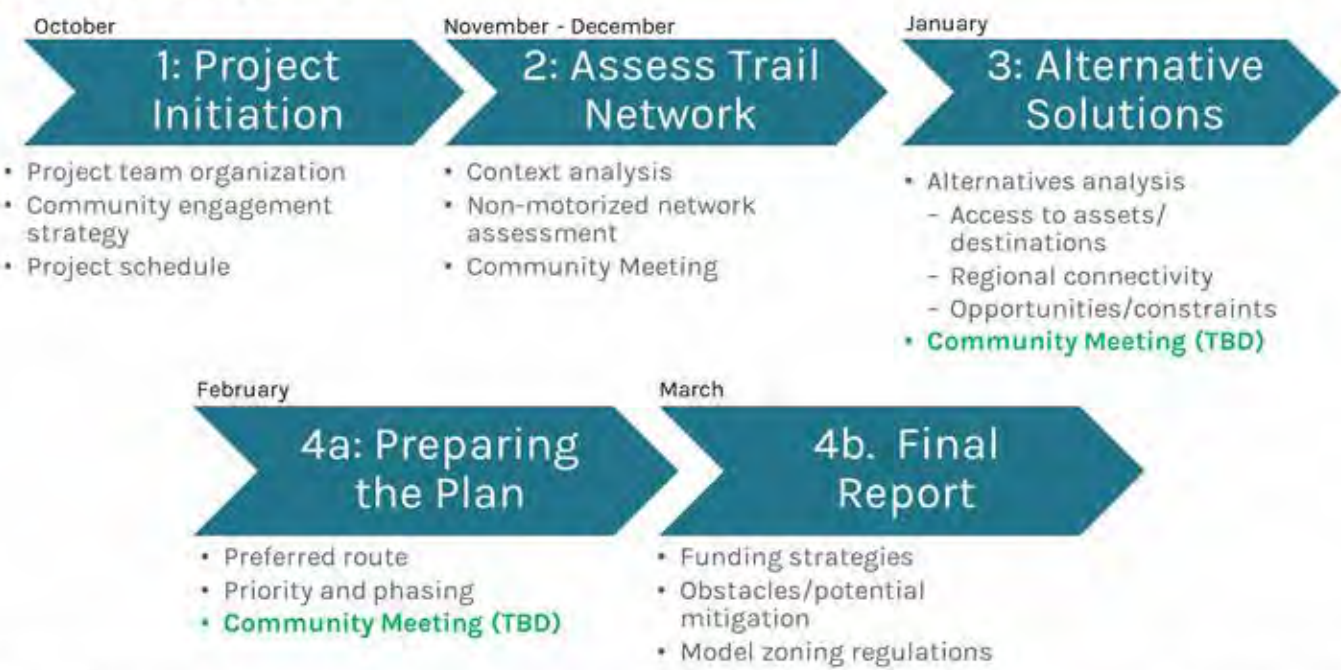 October
1: Project
Initiation
• Project team organization
• Community engagement
strategy
• Project schedule
November - December
2: Assess Trail
Network
• Context analysis
• Non-motorized network
assessment
• Community Meeting
January
3: Alternative
Solutions
• Alternatives analysis
– Access to assets/
destinations
– Regional connectivity
– Opportunities/constraints
• Community Meeting (TBD)
February
4a: Preparing
the Plan
• Preferred route
• Priority and phasing
• Community Meeting (TBD)
March
4b. Final
Report
• Funding strategies
• Obstacles/potential
mitigation
• Model zoning regulations